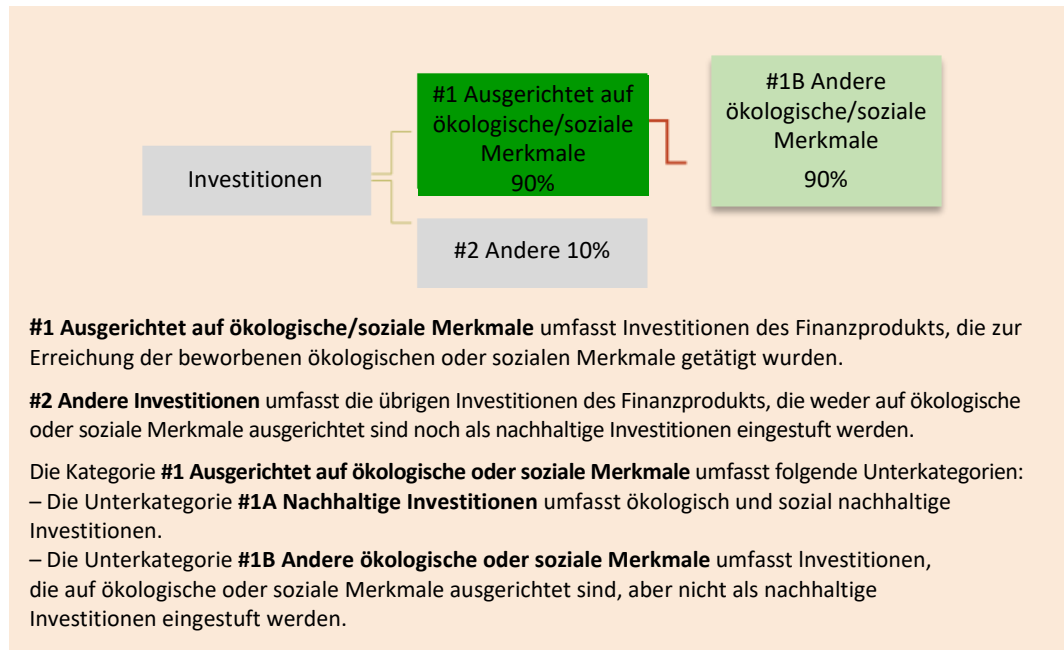 #1 Ausgerichtet auf
ökologische/soziale
Merkmale
90%
#1B Andere
ökologische/soziale
Merkmale
90%
Investitionen
#2 Andere 10%
#1 Ausgerichtet auf ökologische/soziale Merkmale umfasst Investitionen des Finanzprodukts, die zur
Erreichung der beworbenen ökologischen oder sozialen Merkmale getätigt wurden.
#2 Andere Investitionen umfasst die übrigen Investitionen des Finanzprodukts, die weder auf ökologische
oder soziale Merkmale ausgerichtet sind noch als nachhaltige Investitionen eingestuft werden.
Die Kategorie #1 Ausgerichtet auf ökologische oder soziale Merkmale umfasst folgende Unterkategorien:
– Die Unterkategorie #1A Nachhaltige Investitionen umfasst ökologisch und sozial nachhaltige
Investitionen.
– Die Unterkategorie #1B Andere ökologische oder soziale Merkmale umfasst Investitionen,
die auf ökologische oder soziale Merkmale ausgerichtet sind, aber nicht als nachhaltige
Investitionen eingestuft werden.